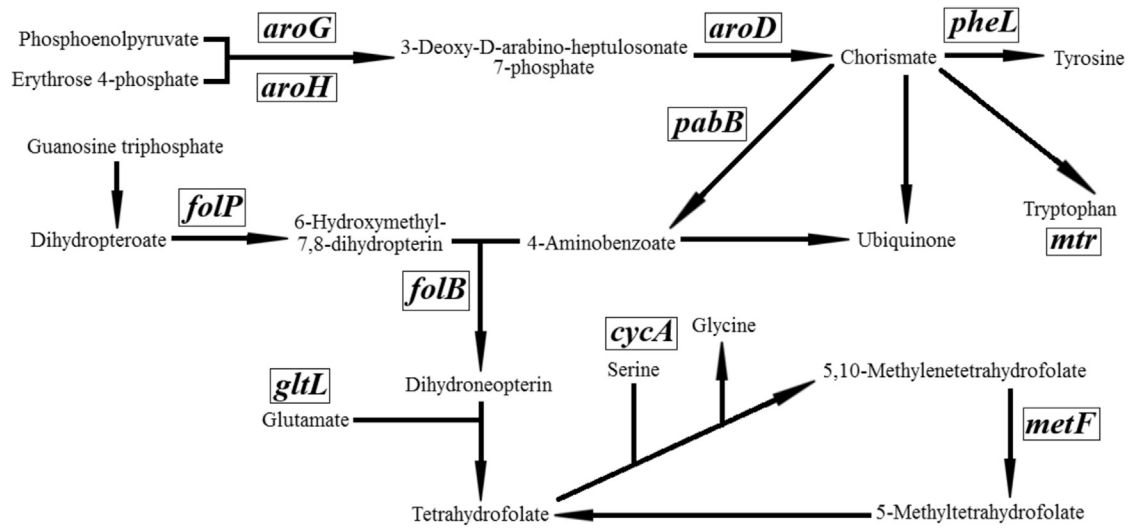 aroG
aroD
pheL
Phosphoenolpyruvate
3-Deoxy-D-arabino-heptulosonate
7-phosphate
Chorismate
Tyrosine
Erythrose 4-phosphate
aroH
pabB
Guanosine triphosphate
folP
6-Hydroxymethyl-
7,8-dihydropterin
Tryptophan
mtr
Dihydropteroate
4-Aminobenzoate
Ubiquinone
folB
cycA
Glycine
Serine
5,10-Methylenetetrahydrofolate
gltL
Dihydroneopterin
Glutamate
metF
Tetrahydrofolate
5-Methyltetrahydrofolate